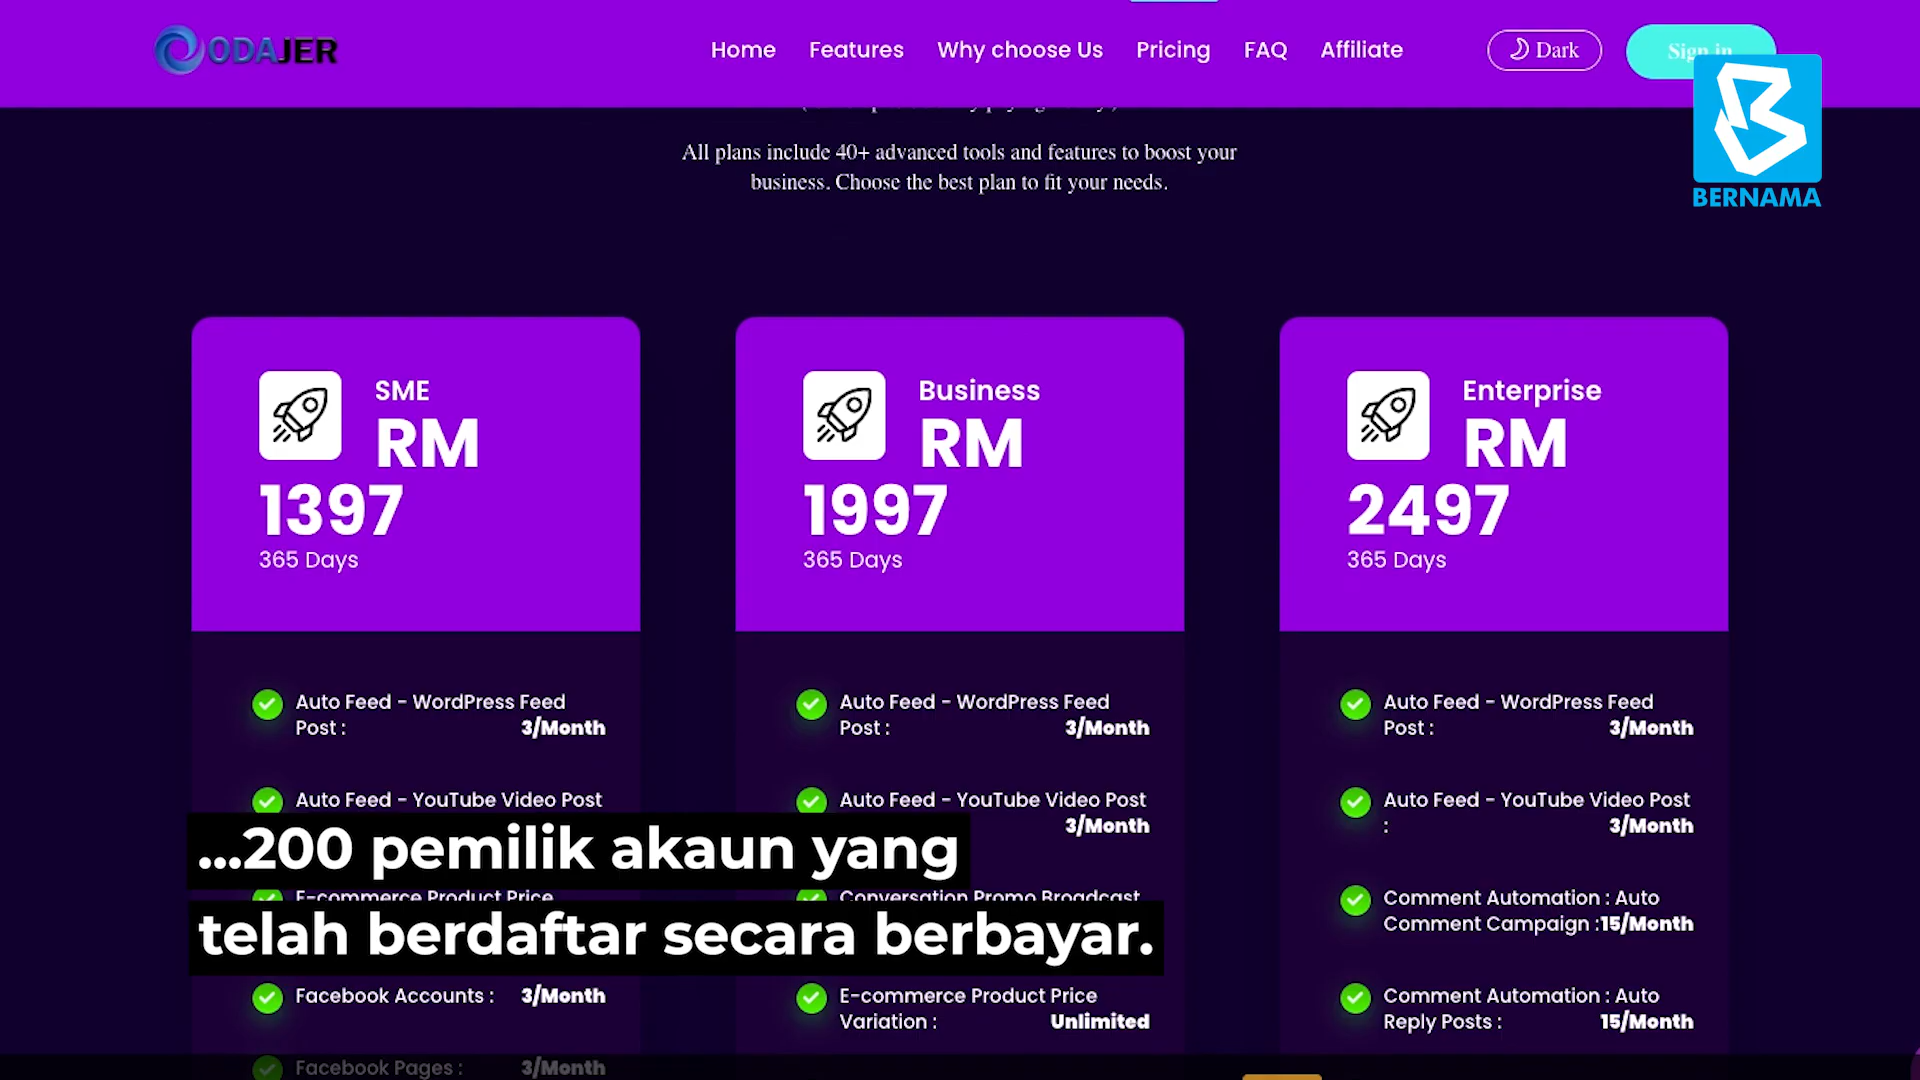 ODAJER
Home Features Why choose Us Pricing FAQ Affiliate
Dark
Sign in
BERNAMA
All plans include 40+ advanced tools and features to boost your
business. Choose the best plan to fit your needs.
SME
RM
1397
365 Days
Auto Feed - WordPress Feed
Post : 3/Month
Auto Feed - YouTube Video Post
E-commerce Product Price
Facebook Accounts : 3/Month
Facebook Pages : 3/Month
Business
RM
1997
365 Days
Auto Feed - WordPress Feed
Post : 3/Month
Auto Feed - YouTube Video Post
3/Month
Conversation Promo Broadcast
E-commerce Product Price
Variation : Unlimited
Enterprise
RM
2497
365 Days
Auto Feed - WordPress Feed
Post : 3/Month
Auto Feed - YouTube Video Post
: 3/Month
Comment Automation : Auto
Comment Campaign : 15/Month
Comment Automation : Auto
Reply Posts : 15/Month
...200 pemilik akaun yang
telah berdaftar secara berbayar.